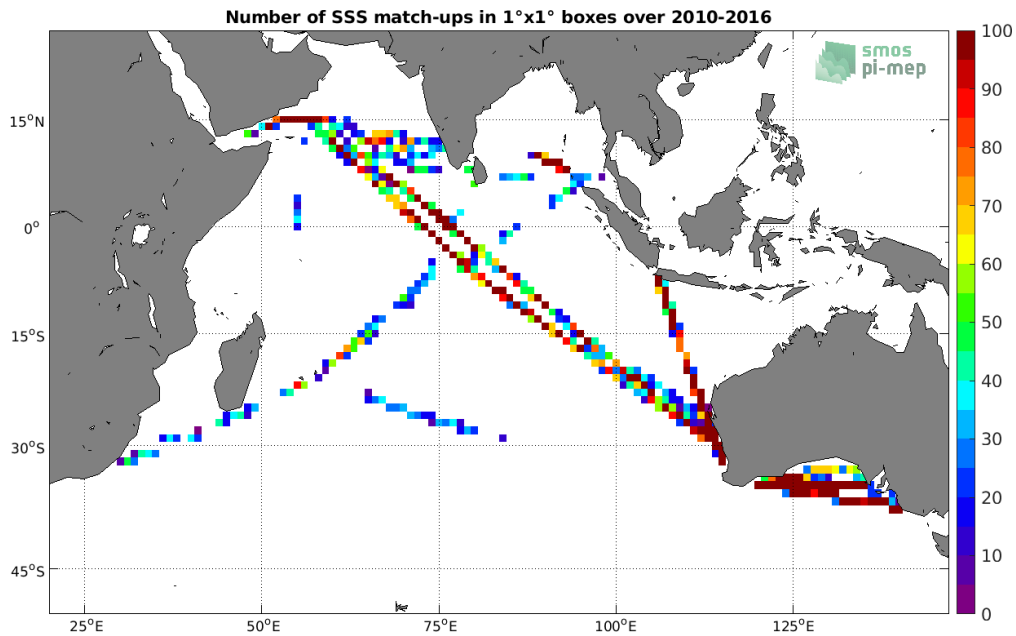 Number of SSS match-ups in 1°x1° boxes over 2010-2016
smos
pi-mep
15°N
0°
15°S
30°S
45°S
25°E
50°E
75°E
100°E
125°E
100
90
80
70
60
50
40
30
20
10
0